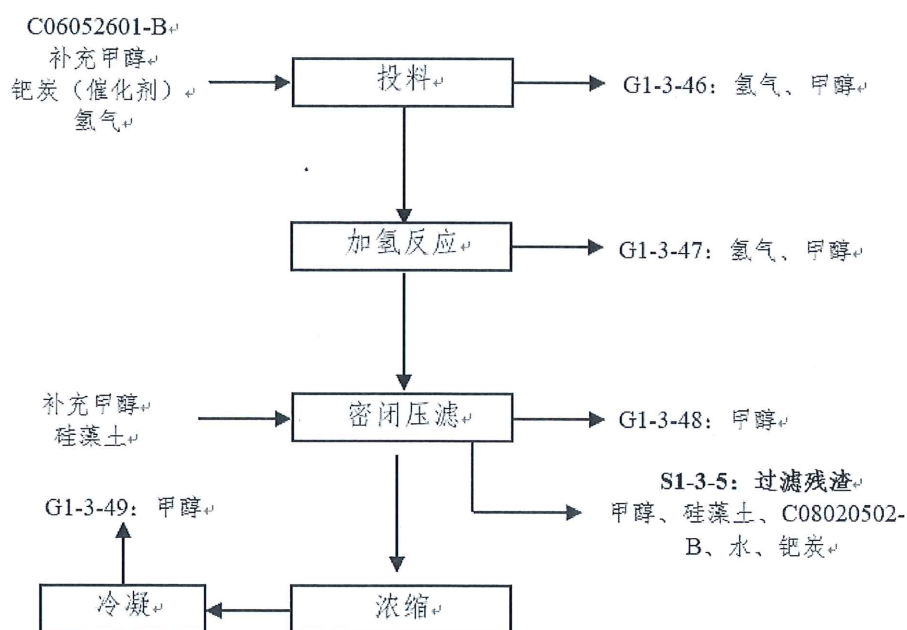 C06052601-B
补充甲醇
钯炭（催化剂）
氢气
投料
G1-3-46：氢气、甲醇
加氢反应
G1-3-47：氢气、甲醇
补充甲醇
硅藻土
密闭压滤
G1-3-48：甲醇
S1-3-5：过滤残渣
甲醇、硅藻土、C08020502-
B、水、钯炭
G1-3-49：甲醇
冷凝
浓缩